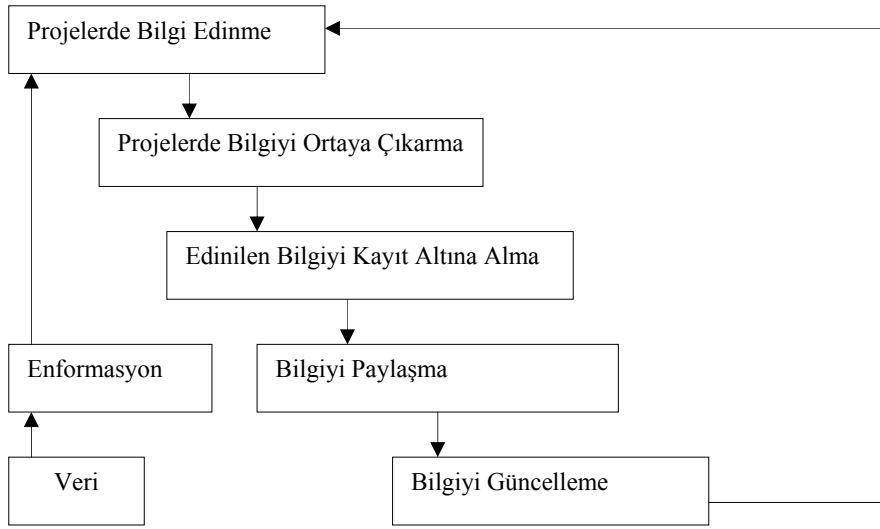 Projelerde Bilgi Edinme
Projelerde Bilgiyi Ortaya Çıkarma
Edinilen Bilgiyi Kayıt Altına Alma
Enformasyon
Bilgiyi Paylaşma
Veri
Bilgiyi Güncelleme